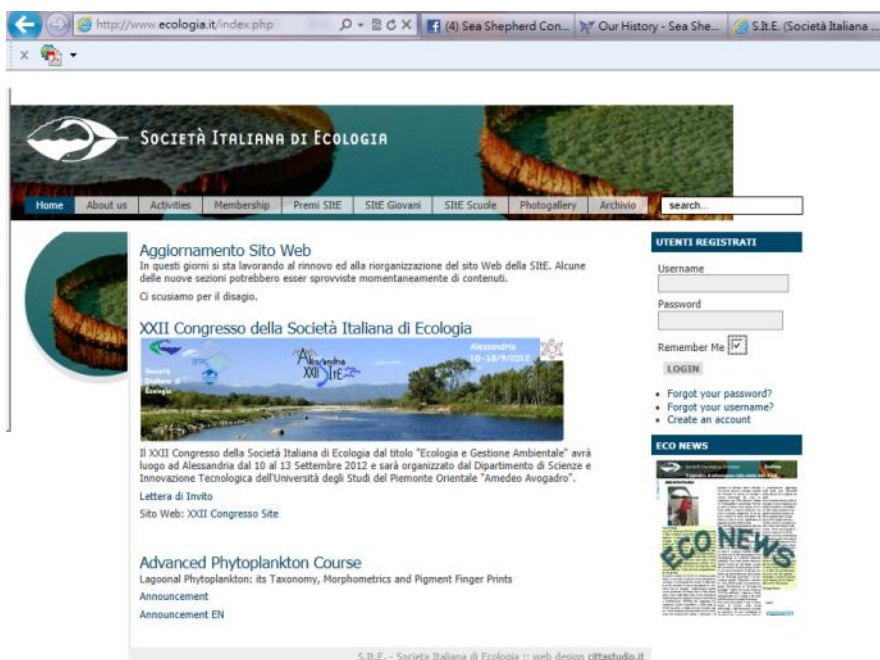 http://www.ecologia.it/index.php
(4) Sea Shepherd Con...
Our History - Sea She...
S.It.E. (Società Italiana ...
SOCIETÀ ITALIANA DI ECOLOGIA
Home About us Activities Membership Premi SItE SItE Giovani SItE Scuole Photogallery Archivio search...
Aggiornamento Sito Web
In questi giorni si sta lavorando al rinnovo ed alla riorganizzazione del sito Web della SItE. Alcune
delle nuove sezioni potrebbero esser sprovviste momentaneamente di contenuti.
Ci scusiamo per il disagio.
XXII Congresso della Società Italiana di Ecologia
Società
Italiana di
Ecologia
Alessandria
XXII SItE
Alessandria
10-13/9/2012
Il XXII Congresso della Società Italiana di Ecologia dal titolo "Ecologia e Gestione Ambientale" avrà
luogo ad Alessandria dal 10 al 13 Settembre 2012 e sarà organizzato dal Dipartimento di Scienze e
Innovazione Tecnologica dell'Università degli Studi del Piemonte Orientale "Amedeo Avogadro".
Lettera di Invito
Sito Web: XXII Congresso Site
Advanced Phytoplankton Course
Lagoonal Phytoplankton: its Taxonomy, Morphometrics and Pigment Finger Prints
Announcement
Announcement EN
UTENTI REGISTRATI
Username
Password
Remember Me
LOGIN
Forgot your password?
Forgot your username?
Create an account
ECO NEWS
ECO NEWS
S.It.E. - Societa Italiana di Ecologia :: web design cittastudio.it